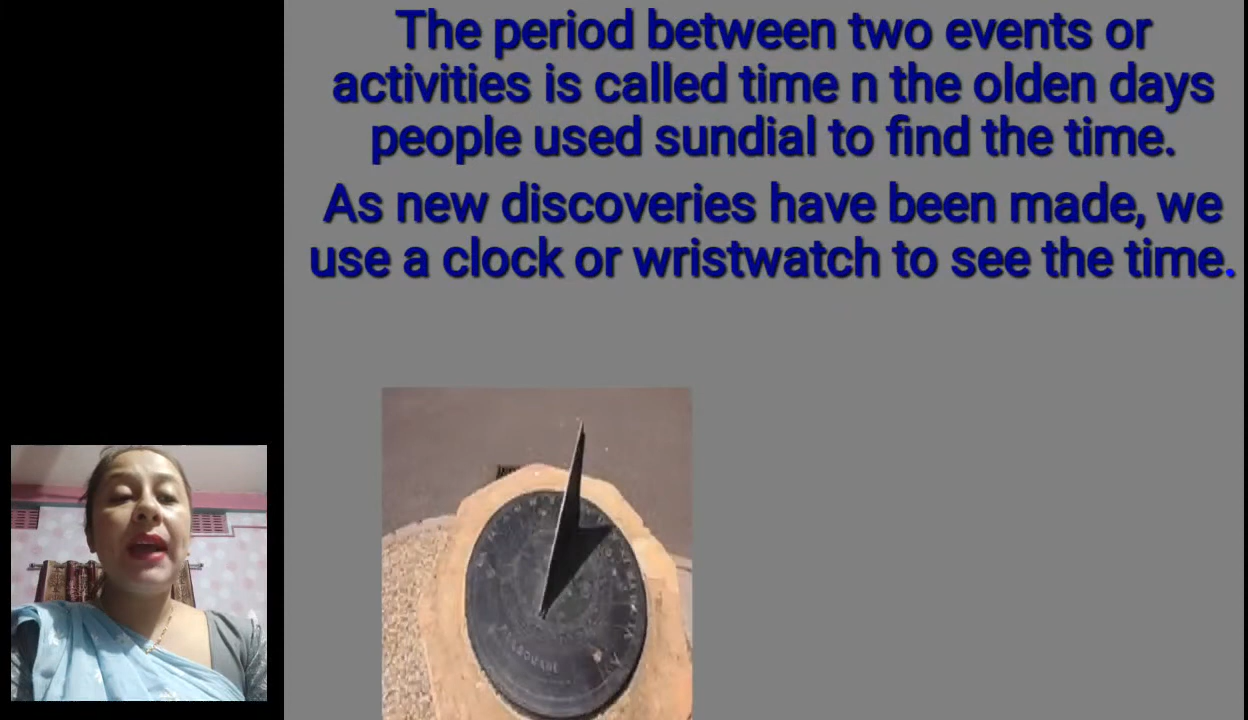 The period between two events or
activities is called time n the olden days
people used sundial to find the time.
As new discoveries have been made, we
use a clock or wristwatch to see the time.